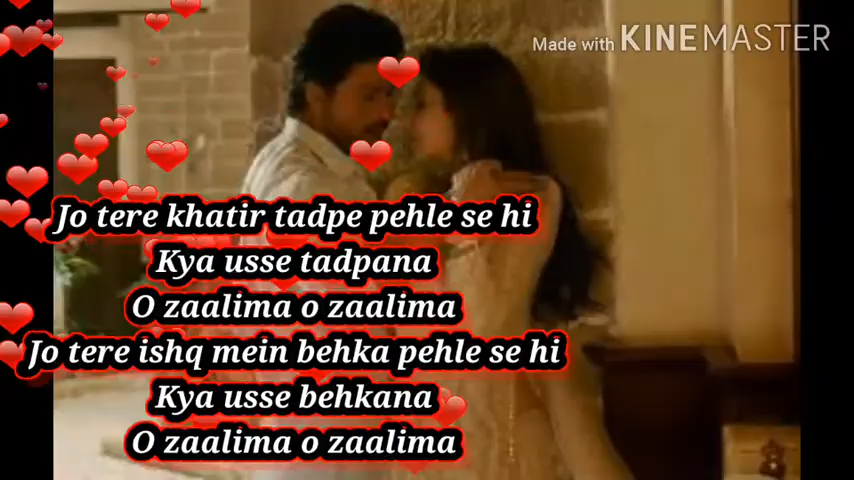 Made with KINEMASTER
Jo tere khatir tadpe pehle se hi
Kya usse tadpana
O zaalima o zaalima
Jo tere ishq mein behka pehle se hi
Kya usse behkana
O zaalima o zaalima